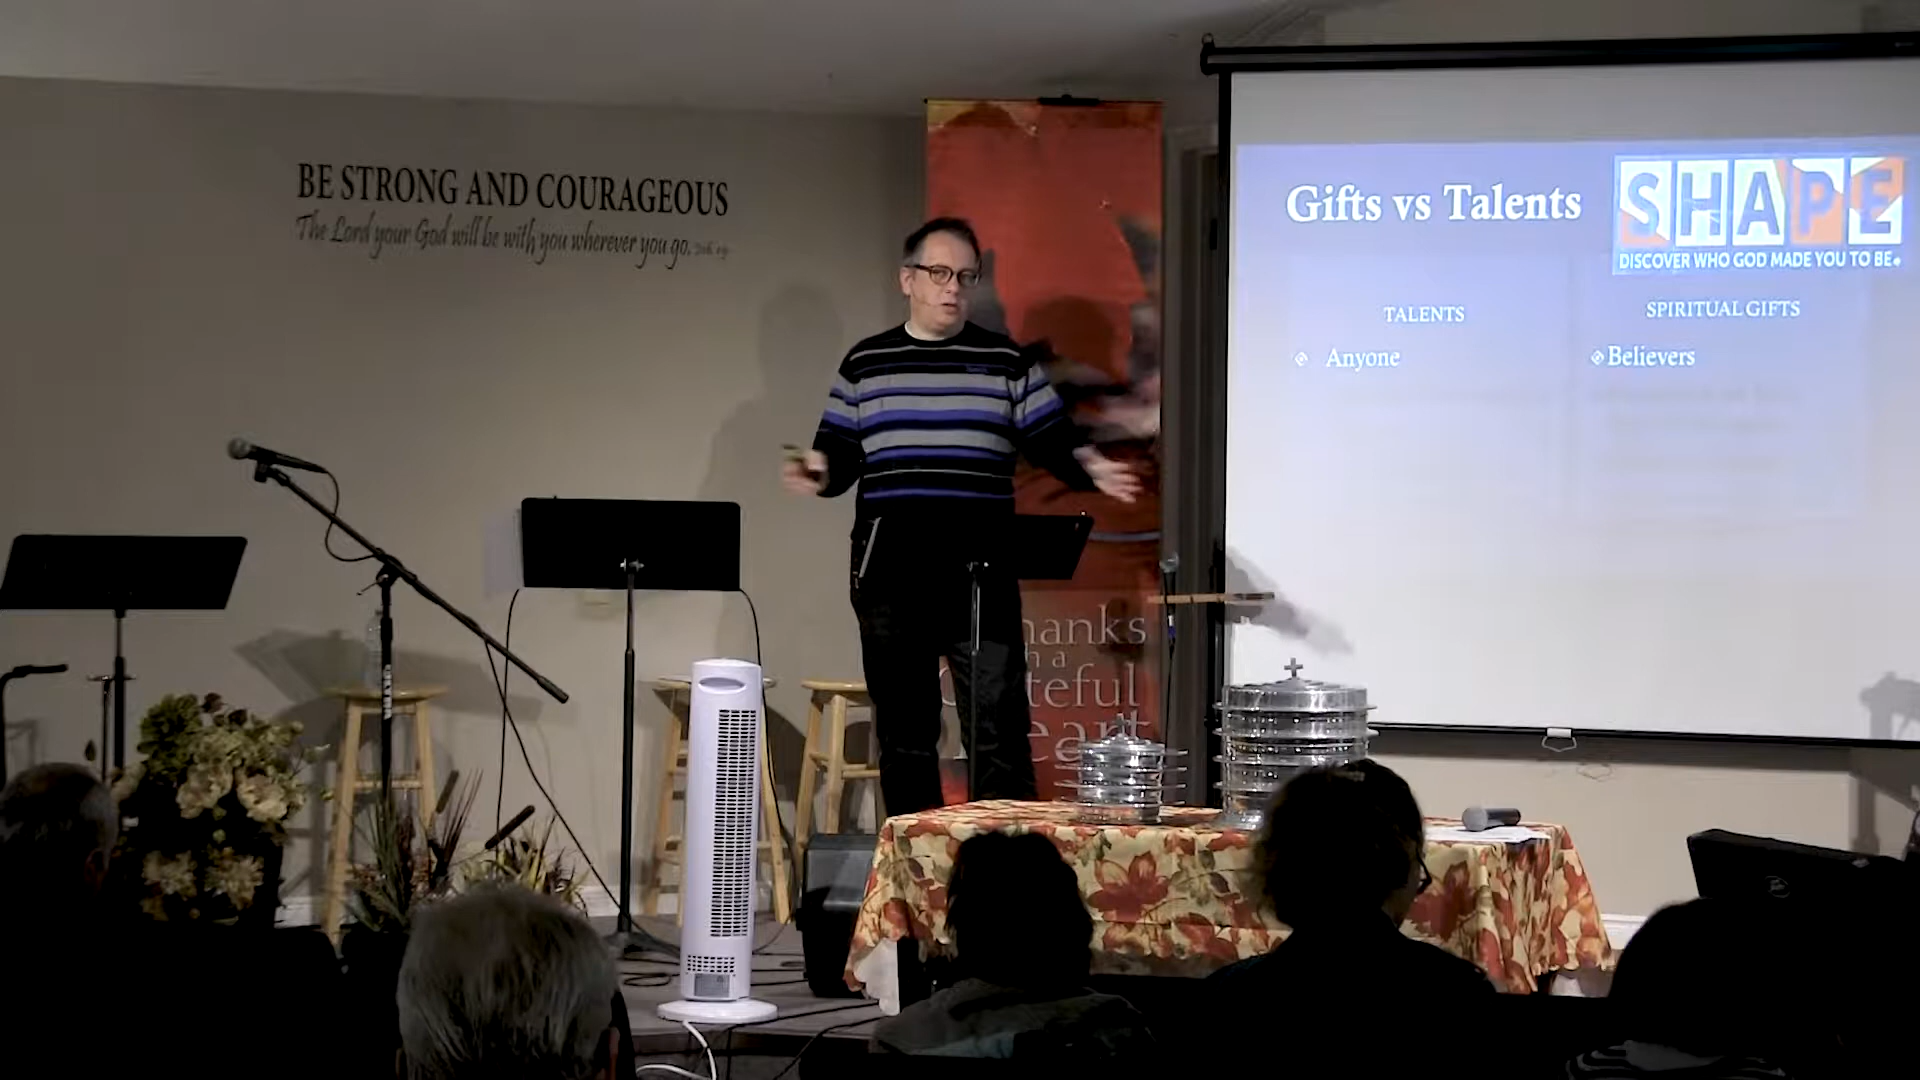 BE STRONG AND COURAGEOUS
The Lord your God will be with you wherever you go.
Gifts vs Talents
SHAPE
DISCOVER WHO GOD MADE YOU TO BE.
TALENTS
SPIRITUAL GIFTS
Anyone
Believers
hanks
h a
teful
eart